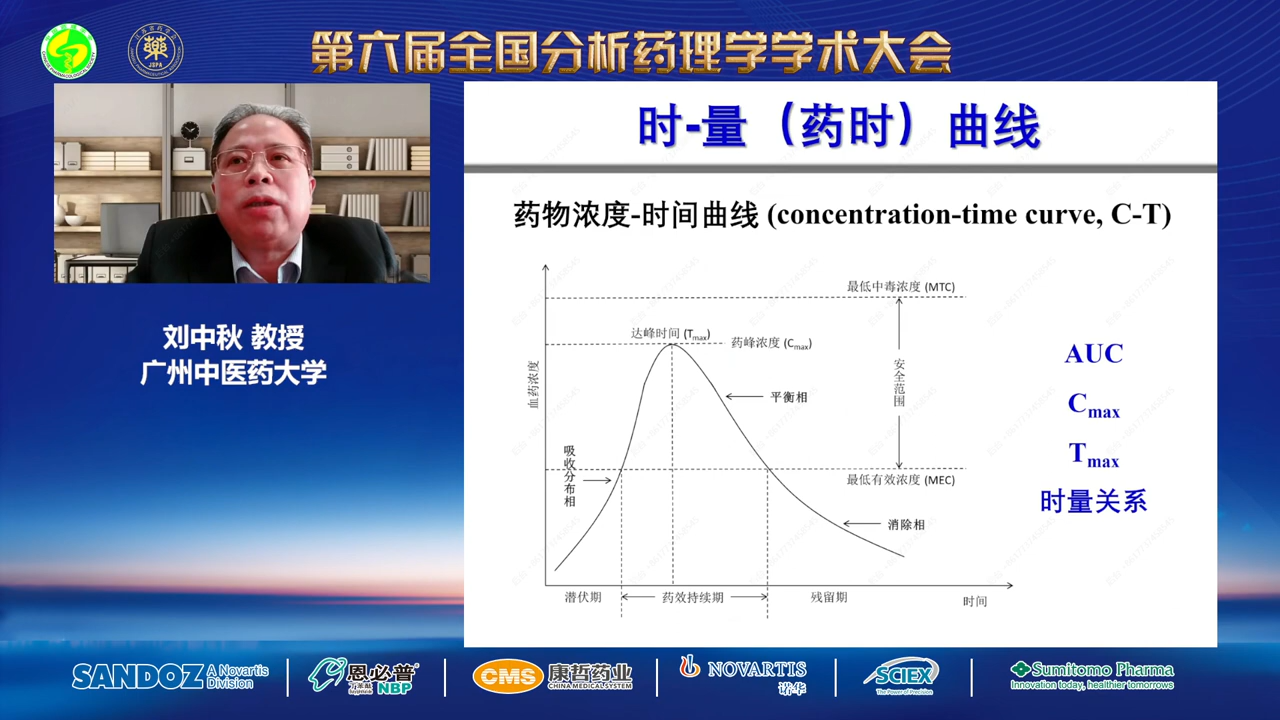 第六届全国分析药理学学术大会
JSPA
刘中秋 教授
广州中医药大学
时-量（药时）曲线
药物浓度-时间曲线 (concentration-time curve, C-T)
最低中毒浓度 (MTC)
达峰时间 (Tmax)
药峰浓度 (Cmax)
血药浓度
安全范围
平衡相
吸收分布相
最低有效浓度 (MEC)
消除相
潜伏期
药效持续期
残留期
时间
AUC
Cmax
Tmax
时量关系
SANDOZ A Novartis Division
恩必普 NBP
CMS 康哲药业
CHINA MEDICAL SYSTEM
NOVARTIS
诺华
SCIEX
The Power of Precision
Sumitomo Pharma
Innovation today, healthier tomorrows